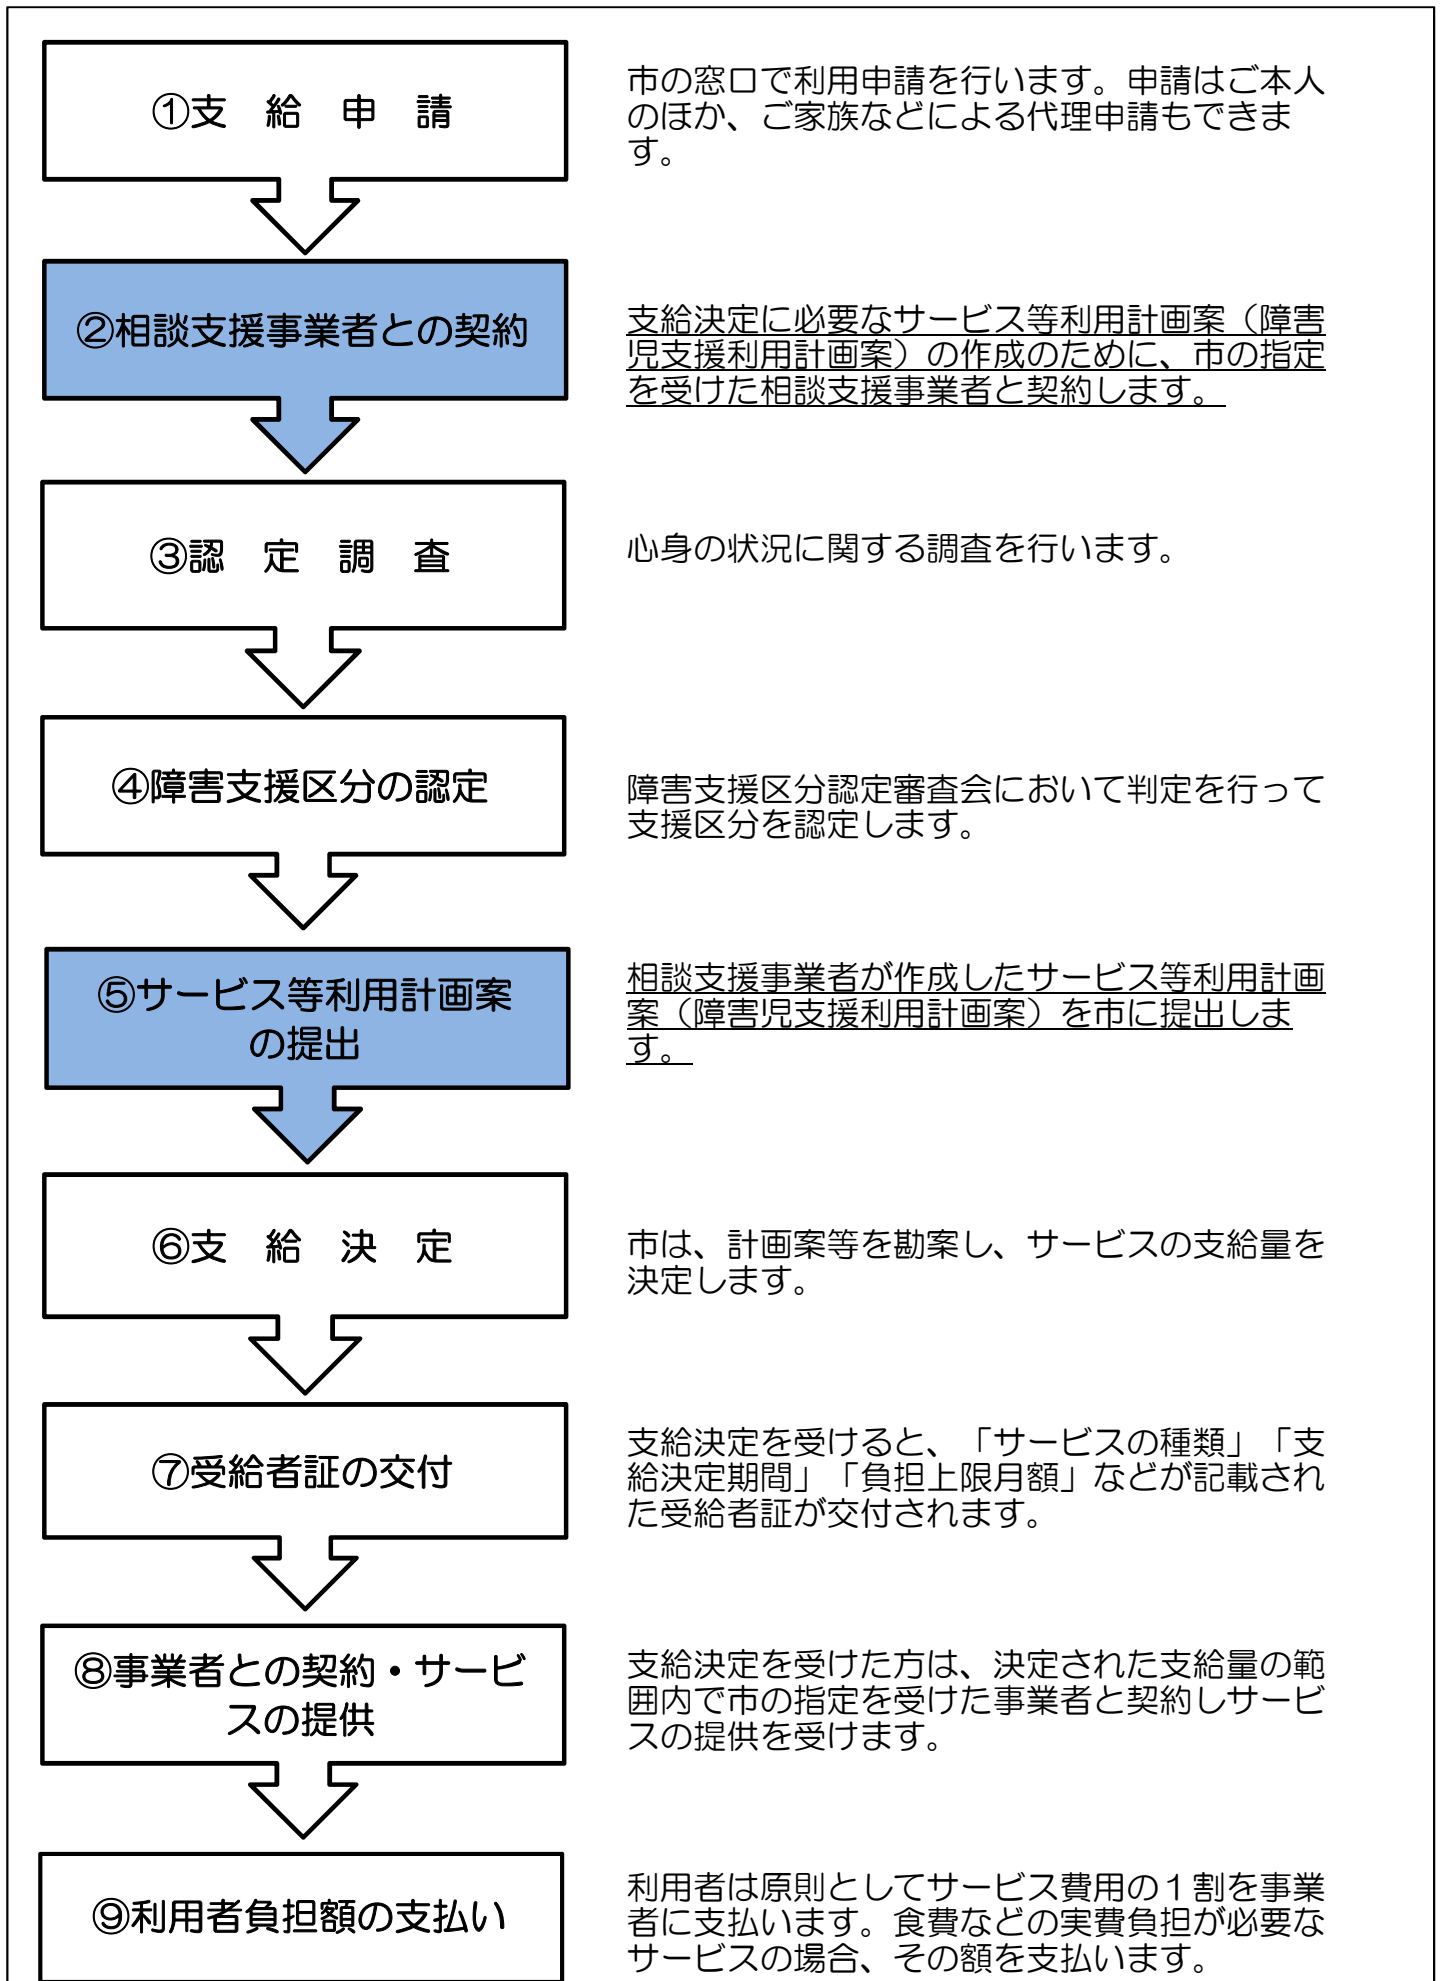 ①支　給　申　請
市の窓口で利用申請を行います。申請はご本人
のほか、ご家族などによる代理申請もできま
す。
②相談支援事業者との契約
支給決定に必要なサービス等利用計画案（障害
児支援利用計画案）の作成のために、市の指定
を受けた相談支援事業者と契約します。
③認　定　調　査
心身の状況に関する調査を行います。
④障害支援区分の認定
障害支援区分認定審査会において判定を行って
支援区分を認定します。
⑤サービス等利用計画案
の提出
相談支援事業者が作成したサービス等利用計画
案（障害児支援利用計画案）を市に提出しま
す。
⑥支　給　決　定
市は、計画案等を勘案し、サービスの支給量を
決定します。
⑦受給者証の交付
支給決定を受けると、「サービスの種類」「支
給決定期間」「負担上限月額」などが記載され
た受給者証が交付されます。
⑧事業者との契約・サービ
スの提供
支給決定を受けた方は、決定された支給量の範
囲内で市の指定を受けた事業者と契約しサービ
スの提供を受けます。
⑨利用者負担額の支払い
利用者は原則としてサービス費用の１割を事業
者に支払います。食費などの実費負担が必要な
サービスの場合、その額を支払います。